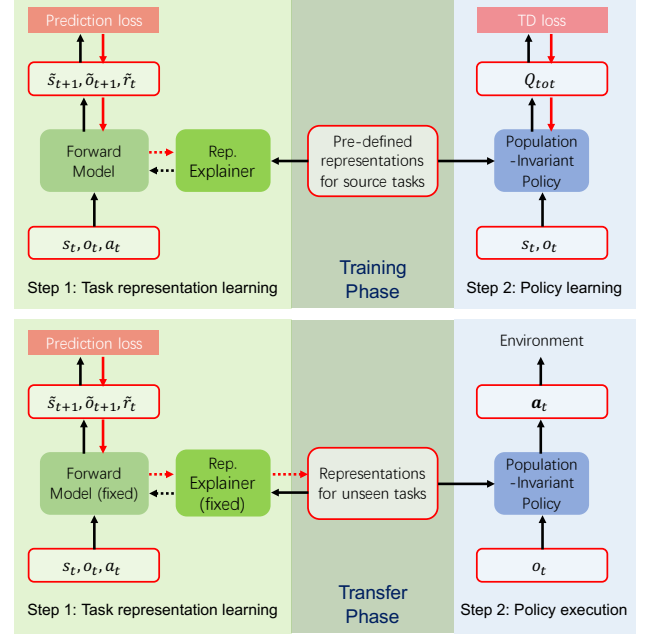 Prediction loss
TD loss
s̃ₜ₊₁, õₜ₊₁, r̃ₜ
Qₜₒₜ
Forward
Model
Rep.
Explainer
Pre-defined
representations
for source tasks
Population
-Invariant
Policy
sₜ, oₜ, aₜ
sₜ, oₜ
Training
Phase
Step 1: Task representation learning
Step 2: Policy learning
Prediction loss
Environment
s̃ₜ₊₁, õₜ₊₁, r̃ₜ
𝒂ₜ
Forward
Model (fixed)
Rep.
Explainer
(fixed)
Representations
for unseen tasks
Population
-Invariant
Policy
sₜ, oₜ, aₜ
oₜ
Transfer
Phase
Step 1: Task representation learning
Step 2: Policy execution